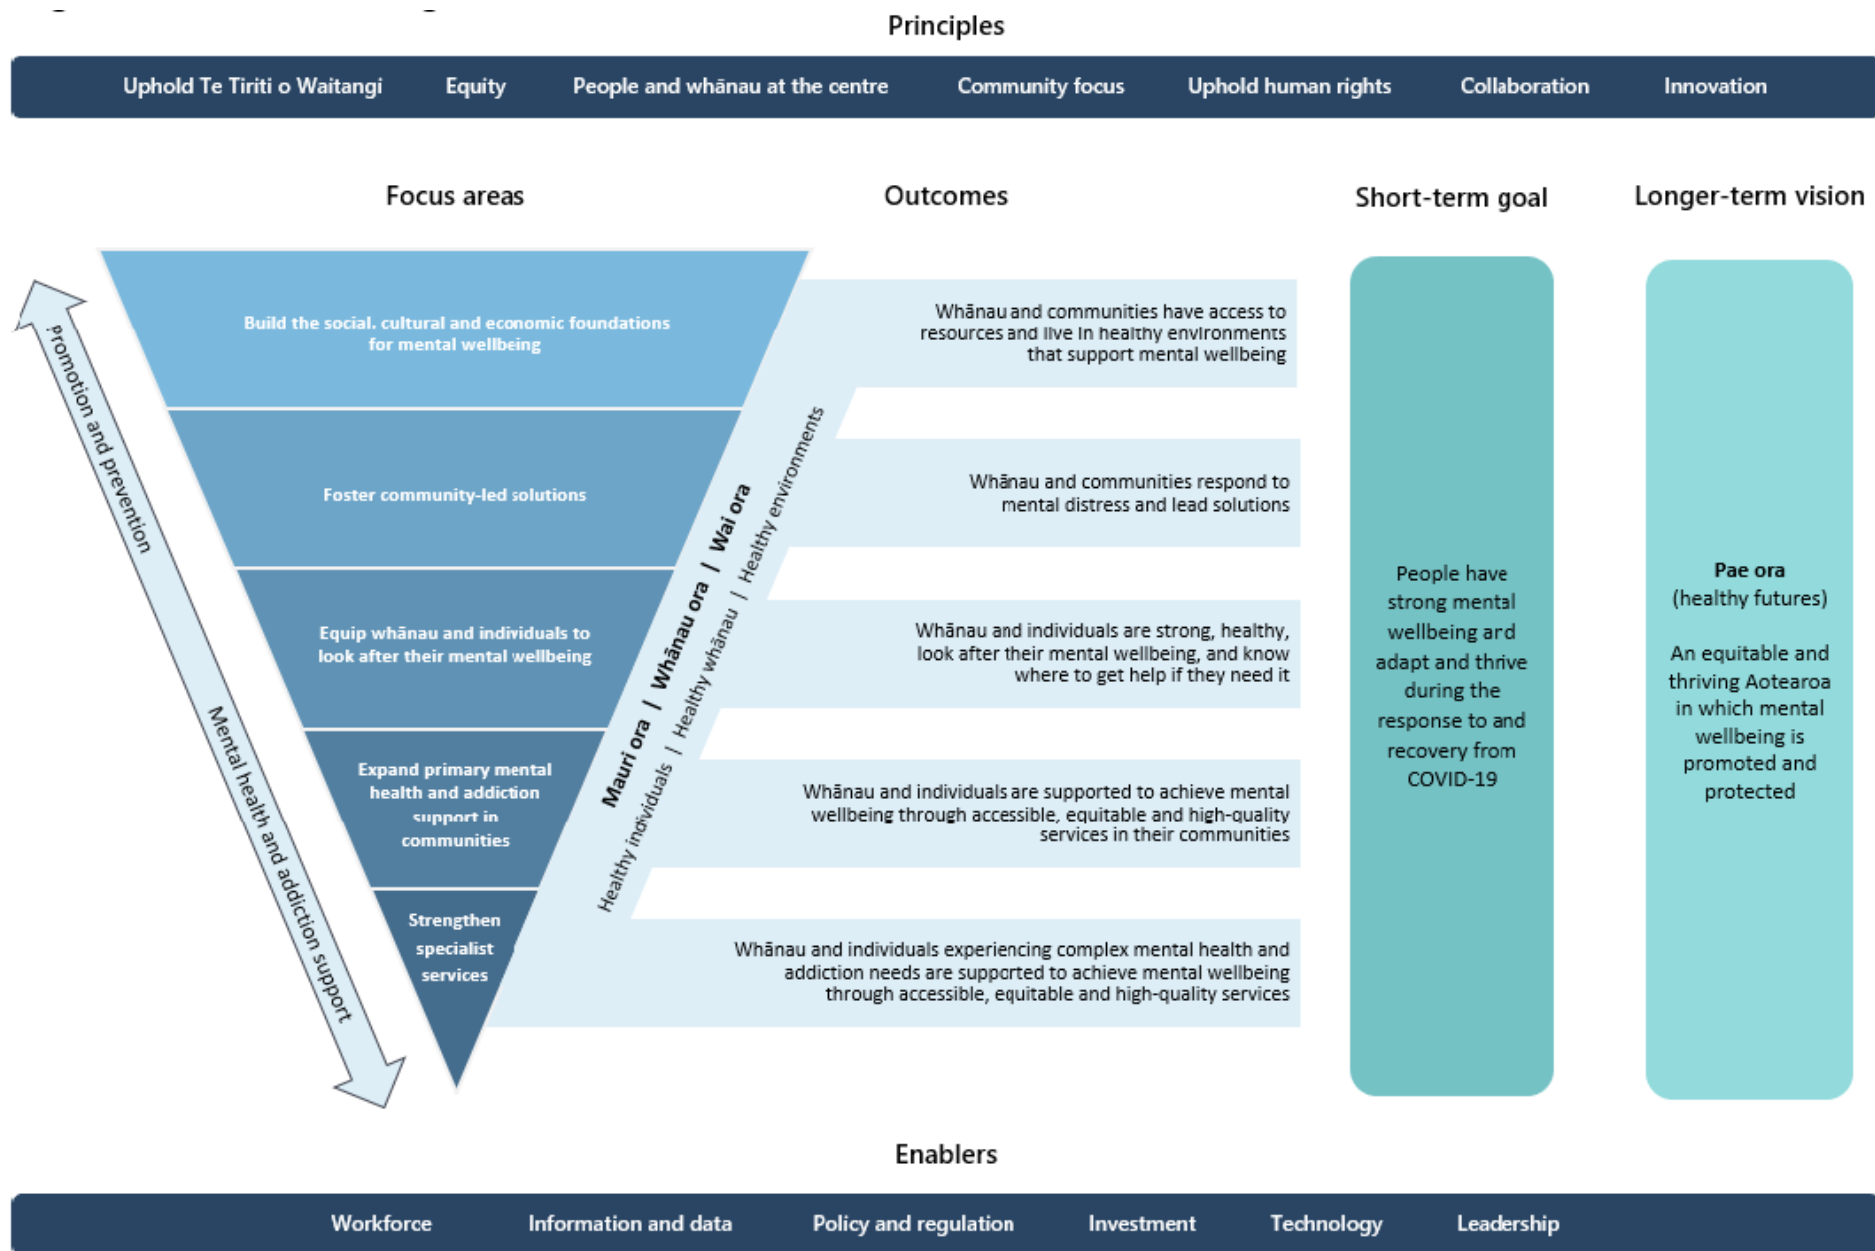 Principles
Uphold Te Tiriti o Waitangi Equity People and whānau at the centre Community focus Uphold human rights Collaboration Innovation
Focus areas
Outcomes
Short-term goal
Longer-term vision
Promotion and prevention
Mental health and addiction support
Build the social, cultural and economic foundations
for mental wellbeing
Foster community-led solutions
Equip whānau and individuals to
look after their mental wellbeing
Expand primary mental
health and addiction
support in
communities
Strengthen
specialist
services
Mauri ora | Whānau ora | Wai ora
Healthy individuals | Healthy whānau | Healthy environments
Whānau and communities have access to
resources and live in healthy environments
that support mental wellbeing
Whānau and communities respond to
mental distress and lead solutions
Whānau and individuals are strong, healthy,
look after their mental wellbeing, and know
where to get help if they need it
Whānau and individuals are supported to achieve mental
wellbeing through accessible, equitable and high-quality
services in their communities
Whānau and individuals experiencing complex mental health and
addiction needs are supported to achieve mental wellbeing
through accessible, equitable and high-quality services
People have
strong mental
wellbeing and
adapt and thrive
during the
response to and
recovery from
COVID-19
Pae ora
(healthy futures)
An equitable and
thriving Aotearoa
in which mental
wellbeing is
promoted and
protected
Enablers
Workforce Information and data Policy and regulation Investment Technology Leadership